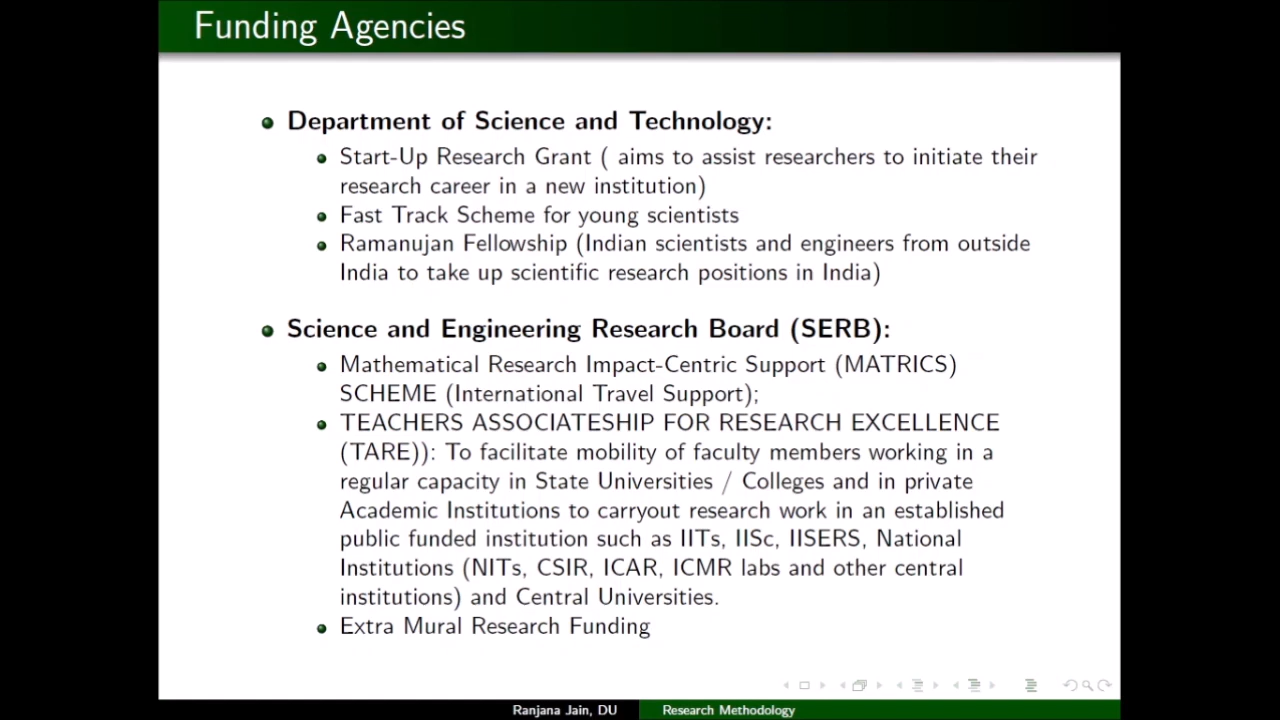 Funding Agencies
Department of Science and Technology:
Start-Up Research Grant ( aims to assist researchers to initiate their
research career in a new institution)
Fast Track Scheme for young scientists
Ramanujan Fellowship (Indian scientists and engineers from outside
India to take up scientific research positions in India)
Science and Engineering Research Board (SERB):
Mathematical Research Impact-Centric Support (MATRICS)
SCHEME (International Travel Support);
TEACHERS ASSOCIATESHIP FOR RESEARCH EXCELLENCE
(TARE)): To facilitate mobility of faculty members working in a
regular capacity in State Universities / Colleges and in private
Academic Institutions to carryout research work in an established
public funded institution such as IITs, IISc, IISERS, National
Institutions (NITs, CSIR, ICAR, ICMR labs and other central
institutions) and Central Universities.
Extra Mural Research Funding
Ranjana Jain, DU
Research Methodology